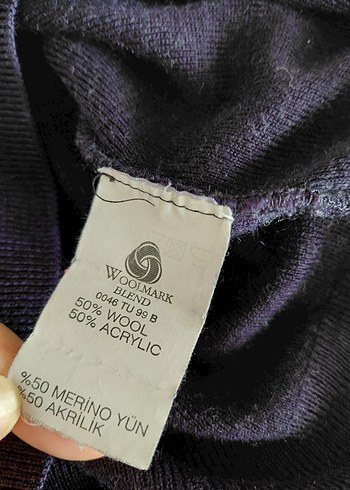 WOOLMARK
BLEND
0046 TU 99 B
50% WOOL
50% ACRYLIC
%50 MERİNO YÜN
%50 AKRİLİK